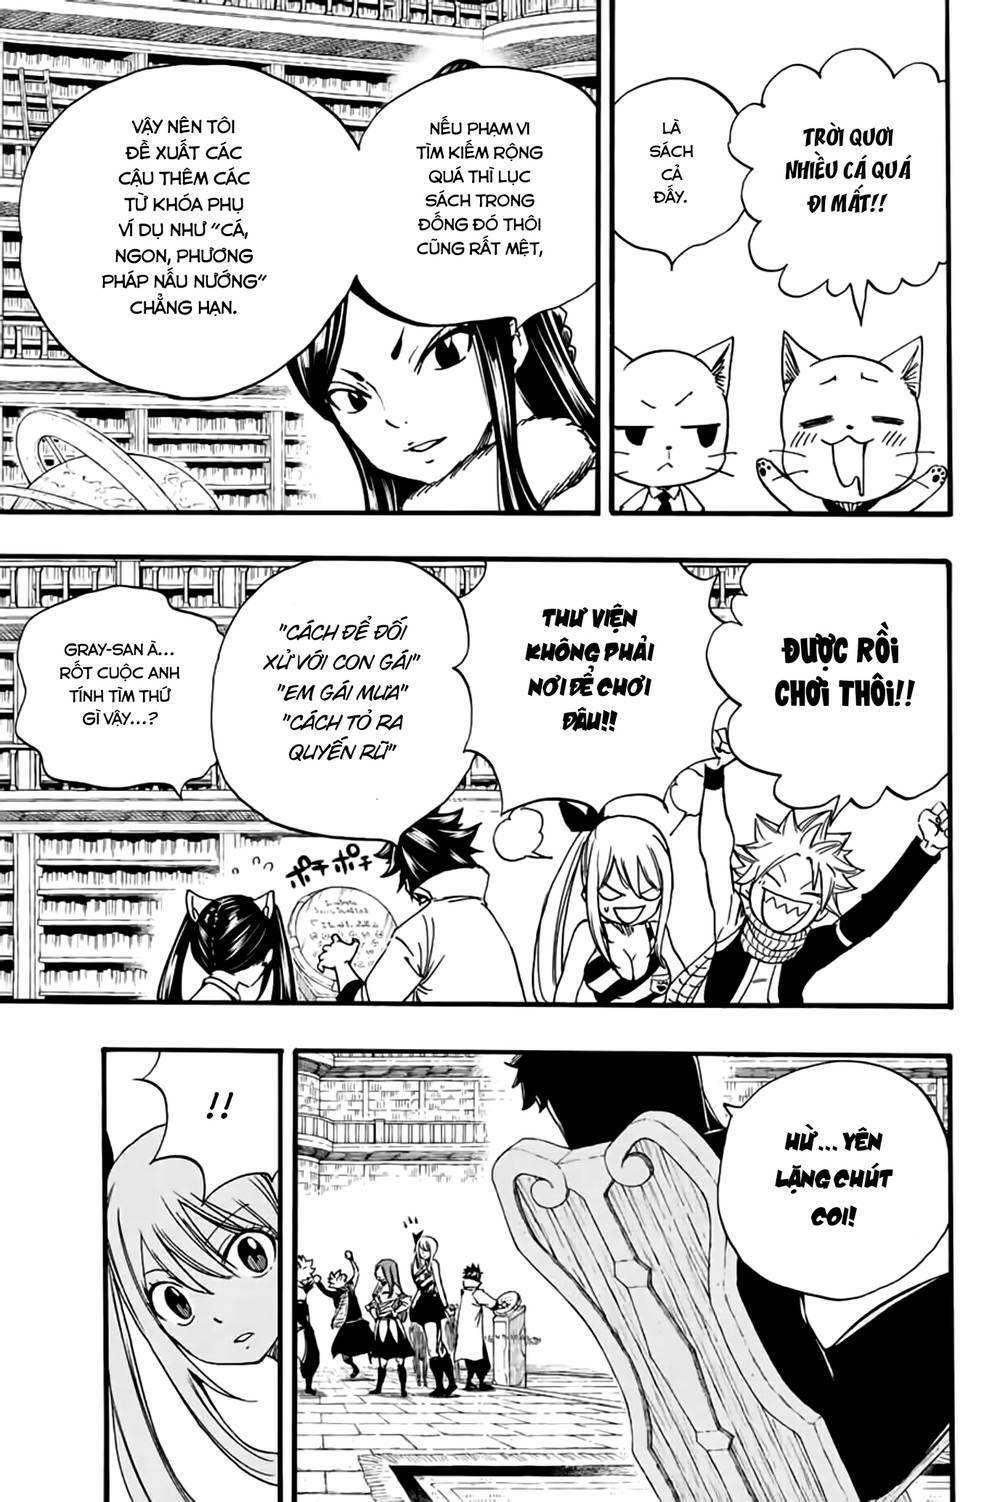 TRỜI QUƠI
NHIỀU CÁ QUÁ
ĐI MẤT!!
LÀ
SÁCH
CẢ
ĐẤY.
NẾU PHẠM VI
TÌM KIẾM RỘNG
QUÁ THÌ LỤC
SÁCH TRONG
ĐỐNG ĐÓ THÔI
CŨNG RẤT MỆT,
VẬY NÊN TÔI
ĐỀ XUẤT CÁC
CẬU THÊM CÁC
TỪ KHÓA PHỤ
VÍ DỤ NHƯ "CÁ,
NGON, PHƯƠNG
PHÁP NẤU NƯỚNG"
CHẲNG HẠN.
ĐƯỢC RỒI
CHƠI THÔI!!
THƯ VIỆN
KHÔNG PHẢI
NƠI ĐỂ CHƠI
ĐÂU!!
"CÁCH ĐỂ ĐỐI
XỬ VỚI CON GÁI"
"EM GÁI MƯA"
"CÁCH TỎ RA
QUYẾN RŨ"
GRAY-SAN À...
RỐT CUỘC ANH
TÍNH TÌM THỨ
GÌ VẬY...?
ポチポチ
HỪ...YÊN
LẶNG CHÚT
COI!
!!